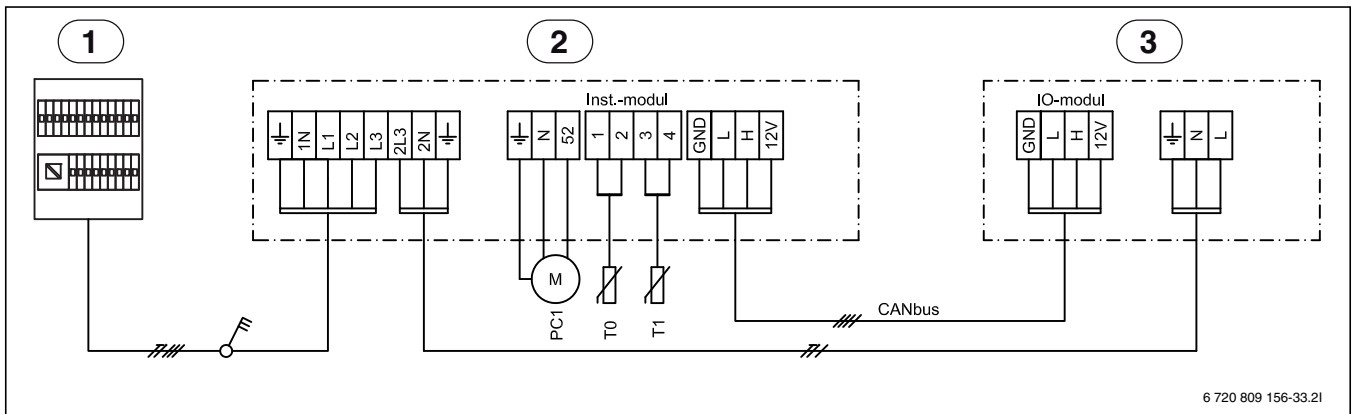 1 2 3
Inst.-modul IO-modul
1N L1 L2 L3 2L3 2N N 52 1 2 3 4 GND L H 12V GND L H 12V N L
M
PC1 T0 T1
CANbus
6 720 809 156-33.2I